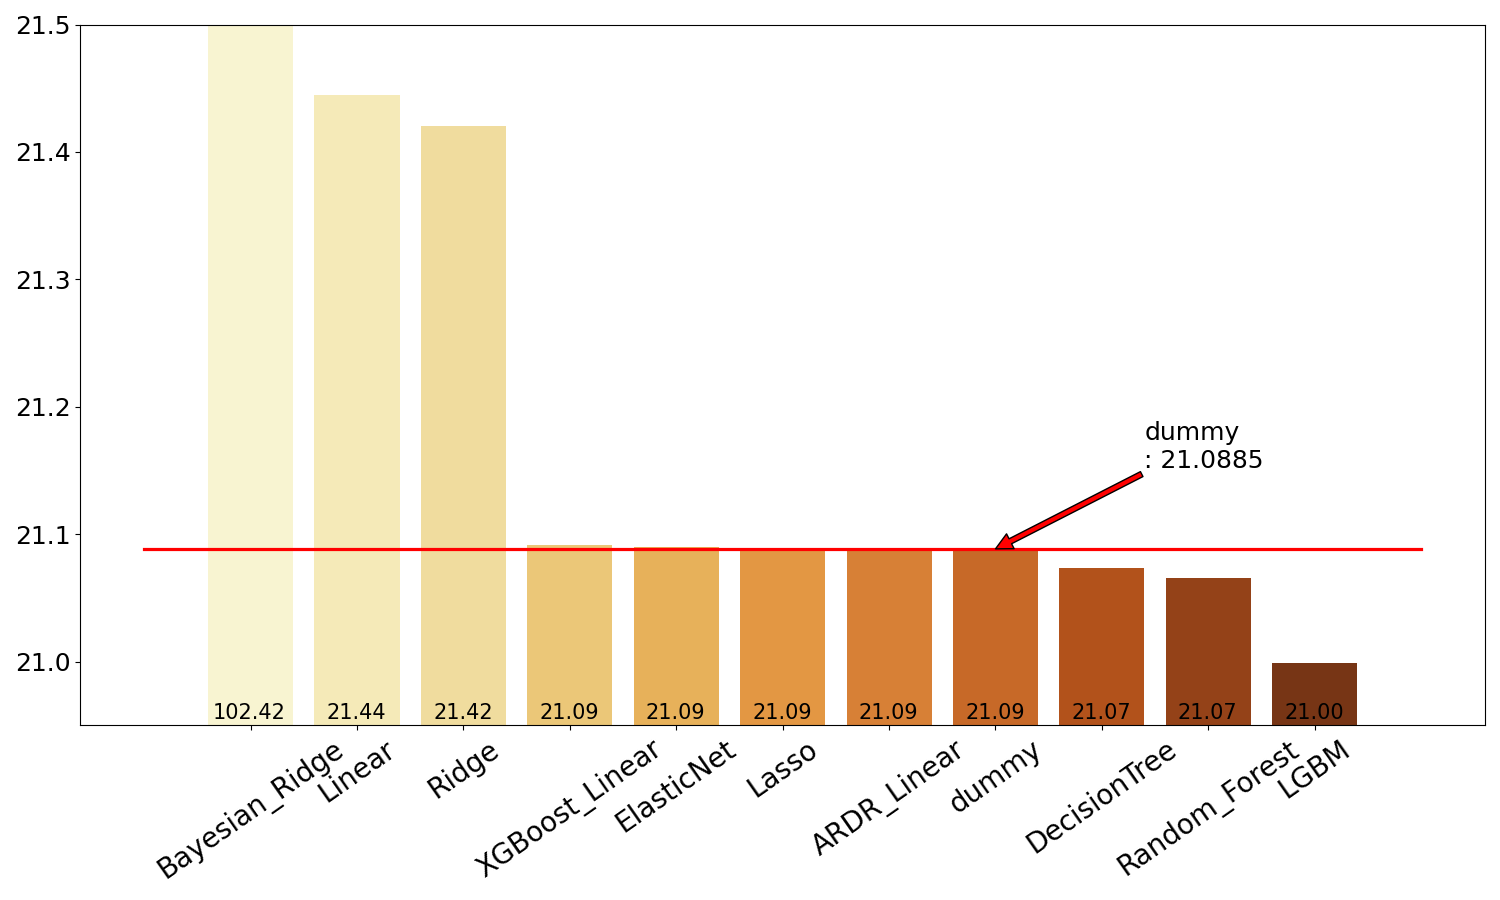 21.5
21.4
21.3
21.2
21.1
21.0
dummy
: 21.0885
102.42
21.44
21.42
21.09
21.09
21.09
21.09
21.09
21.07
21.07
21.00
Bayesian_Ridge
Linear
Ridge
XGBoost_Linear
ElasticNet
Lasso
ARDR_Linear
dummy
DecisionTree
Random_Forest
LGBM